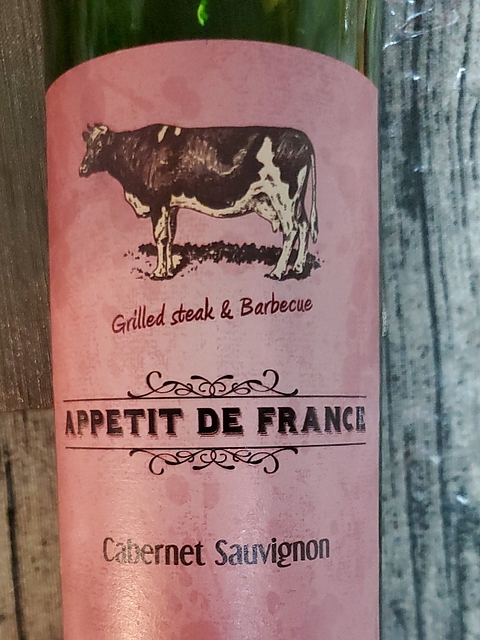 Grilled steak & Barbecue
APPETIT DE FRANCE
Cabernet Sauvignon